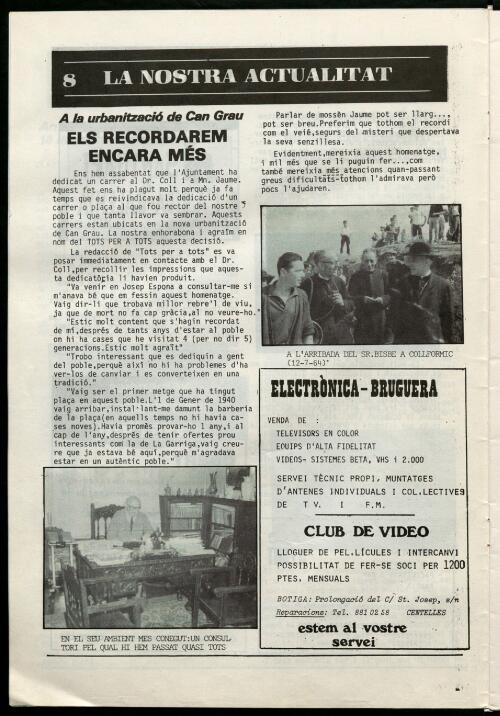 8 LA NOSTRA ACTUALITAT
A la urbanització de Can Grau
ELS RECORDAREM
ENCARA MÉS
Ens hem assabentat que l'Ajuntament ha
dedicat un carrer al Dr. Coll i a Mn. Jaume.
Aquest fet ens ha plagut molt perquè ja fa
temps que es reivindicava la dedicació d'un
carrer o plaça al que fou rector del nostre
poble i que tanta llavor va sembrar. Aquests
carrers estan ubicats en la nova urbanització
de Can Grau. La nostra enhorabona i agraïm en
nom del TOTS PER A TOTS aquesta decisió.
La redacció de "Tots per a tots" es va
posar immediatament en contacte amb el Dr.
Coll,per recollir les impressions que aques-
ta dedicatògia li havien produit.
"Va venir en Josep Espona a consultar-me si
m'anava bé que em fessin aquest homenatge.
Vaig dir-li que trobava millor rebre'l de viu,
ja que de mort no fa cap gràcia,al no veure-ho."
"Estic molt content que s'hagin recordat
de mi,després de tants anys d'estar al poble
on hi ha cases que he visitat 4 (per no dir 5)
generacions.Estic molt agraït"
"Trobo interessant que es dediquin a gent
del poble,perquè així no hi ha problemes d'ha
ver-los de canviar i es converteixen en una
tradició."
"Vaig ser el primer metge que ha tingut
plaça en aquest poble.L'1 de Gener de 1940
vaig arribar,instal·lant-me damunt la barberia
de la plaça(en aquells temps no hi havia ca-
ses noves).Havia promès provar-ho 1 any,i al
cap de l'any,després de tenir ofertes prou
interessants com la de La Garriga,vaig creu-
re que ja estava bé aquí,perquè m'agradava
estar en un autèntic poble."
EN EL SEU AMBIENT MES CONEGUT:UN CONSUL
TORI PEL QUAL HI HEM PASSAT QUASI TOTS
Parlar de mossèn Jaume pot ser llarg...,
pot ser breu.Preferim que tothom el recordi
com el veié,segurs del misteri que despertava
la seva senzillesa.
Evidentment,mereixia aquest homenatge,
i mil més que se li puguin fer...,com
també mereixia més atencions quan-passant
greus dificultats-tothom l'admirava però
pocs l'ajudaren.
A L'ARRIBADA DEL SR.BISBE A COLLFORMIC
(12-7-64)
ELECTRÒNICA - BRUGUERA
VENDA DE :
TELEVISORS EN COLOR
EQUIPS D'ALTA FIDELITAT
VIDEOS- SISTEMES BETA, VHS i 2.000
SERVEI TÈCNIC PROPI, MUNTATGES
D'ANTENES INDIVIDUALS I COL.LECTIVES
DE T V. I F.M.
CLUB DE VIDEO
LLOGUER DE PEL.LÍCULES I INTERCANVI
POSSIBILITAT DE FER-SE SOCI PER 1200
PTES. MENSUALS
BOTIGA: Prolongació del C/ St. Josep, s/n
Reparacions: Tel. 881 02 58 CENTELLES
estem al vostre
servei